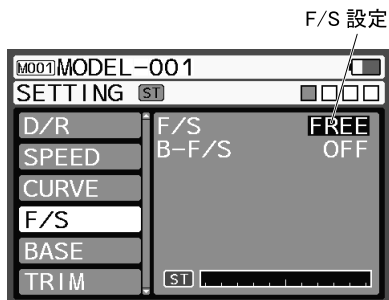 F/S 設定
M001 MODEL-001
SETTING ST
D/R
SPEED
CURVE
F/S
BASE
TRIM
F/S FREE
B-F/S OFF
ST